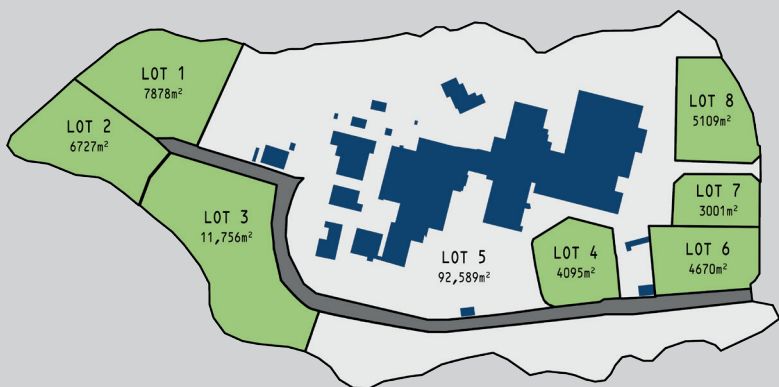 LOT 1
7878m²
LOT 2
6727m²
LOT 3
11,756m²
LOT 4
4095m²
LOT 5
92,589m²
LOT 6
4670m²
LOT 7
3001m²
LOT 8
5109m²